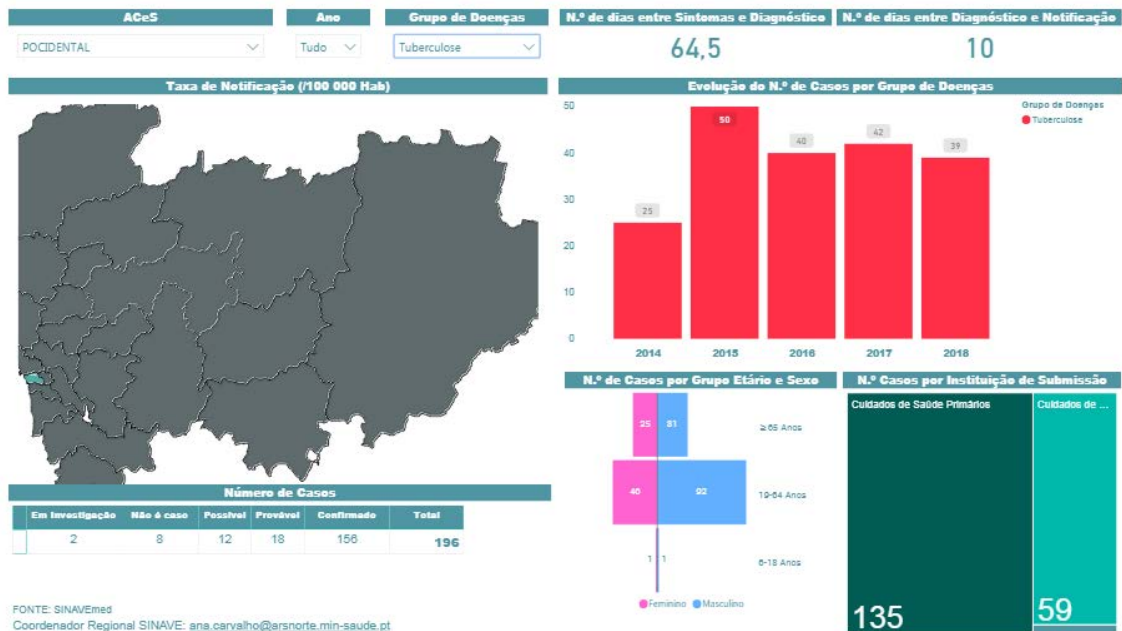 ACeS
Ano
Grupo de Doenças
POCIDENTAL
Tudo
Tuberculose
N.º de dias entre Sintomas e Diagnóstico
64,5
N.º de dias entre Diagnóstico e Notificação
10
Taxa de Notificação (/100 000 Hab)
Evolução do N.º de Casos por Grupo de Doenças
Grupo de Doenças
Tuberculose
50
40
30
20
10
0
25
50
40
42
39
2014
2015
2016
2017
2018
N.º de Casos por Grupo Etário e Sexo
25
31
≥65 Anos
46
92
19-64 Anos
1
1
6-18 Anos
Feminino
Masculino
N.º Casos por Instituição de Submissão
Cuidados de Saúde Primários
135
Cuidados de ...
59
Número de Casos
Em Investigação Não é caso Possível Provável Confirmado Total
2 8 12 18 156 196
FONTE: SINAVEmed
Coordenador Regional SINAVE: ana.carvalho@arsnorte.min-saude.pt